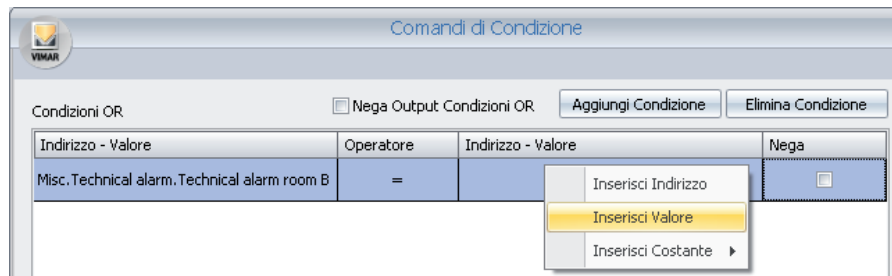 Comandi di Condizione
VIMAR
Condizioni OR
Nega Output Condizioni OR
Aggiungi Condizione
Elimina Condizione
Indirizzo - Valore
Operatore
Indirizzo - Valore
Nega
Misc.Technical alarm.Technical alarm room B
=
Inserisci Indirizzo
Inserisci Valore
Inserisci Costante